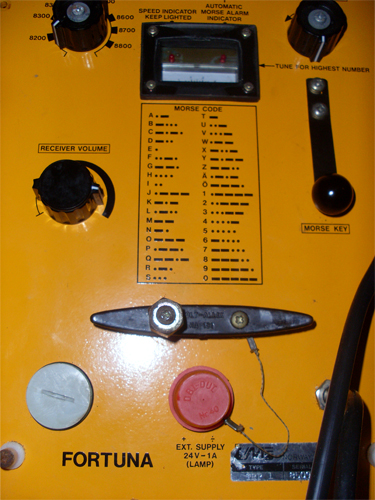 8300
8600
8200
8800
SPEED INDICATOR
KEEP LIGHTED
AUTOMATIC
MORSE ALARM
INDICATOR
TUNE FOR HIGHEST NUMBER
MORSE CODE
A •—
T —
B —•••
U ••—
C —•—•
V •••—
D —••
W •——
E •
X —••—
F ••—•
Y —•——
G ——•
Z ——••
H ••••
Ä •—•—
I ••
Ö ———•
J •———
1 •————
K —•—
2 ••———
L •—••
3 •••——
M ——
4 ••••—
N —•
5 •••••
O ———
6 —••••
P •——•
7 ——•••
Q ——•—
8 ———••
R •—•
9 ————•
S •••
0 —————
RECEIVER VOLUME
MORSE KEY
FORTUNA
+ ÷
EXT. SUPPLY
24V-1A
(LAMP)
TYPE